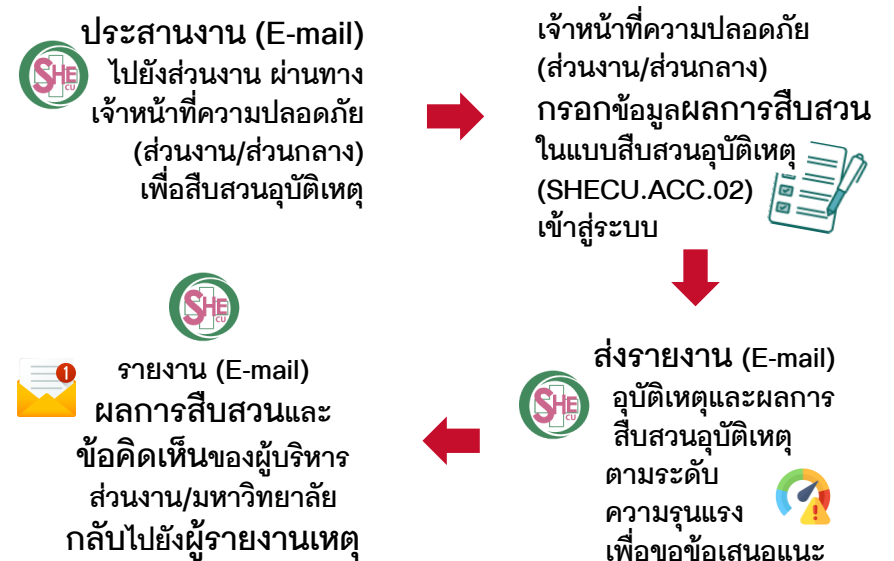 ประสานงาน (E-mail)
SHE
CU
ไปยังส่วนงาน ผ่านทาง
เจ้าหน้าที่ความปลอดภัย
(ส่วนงาน/ส่วนกลาง)
เพื่อสืบสวนอุบัติเหตุ
เจ้าหน้าที่ความปลอดภัย
(ส่วนงาน/ส่วนกลาง)
กรอกข้อมูลผลการสืบสวน
ในแบบสืบสวนอุบัติเหตุ
(SHECU.ACC.02)
เข้าสู่ระบบ
ส่งรายงาน (E-mail)
SHE
CU
อุบัติเหตุและผลการ
สืบสวนอุบัติเหตุ
ตามระดับ
ความรุนแรง
เพื่อขอข้อเสนอแนะ
SHE
CU
1
รายงาน (E-mail)
ผลการสืบสวนและ
ข้อคิดเห็นของผู้บริหาร
ส่วนงาน/มหาวิทยาลัย
กลับไปยังผู้รายงานเหตุ